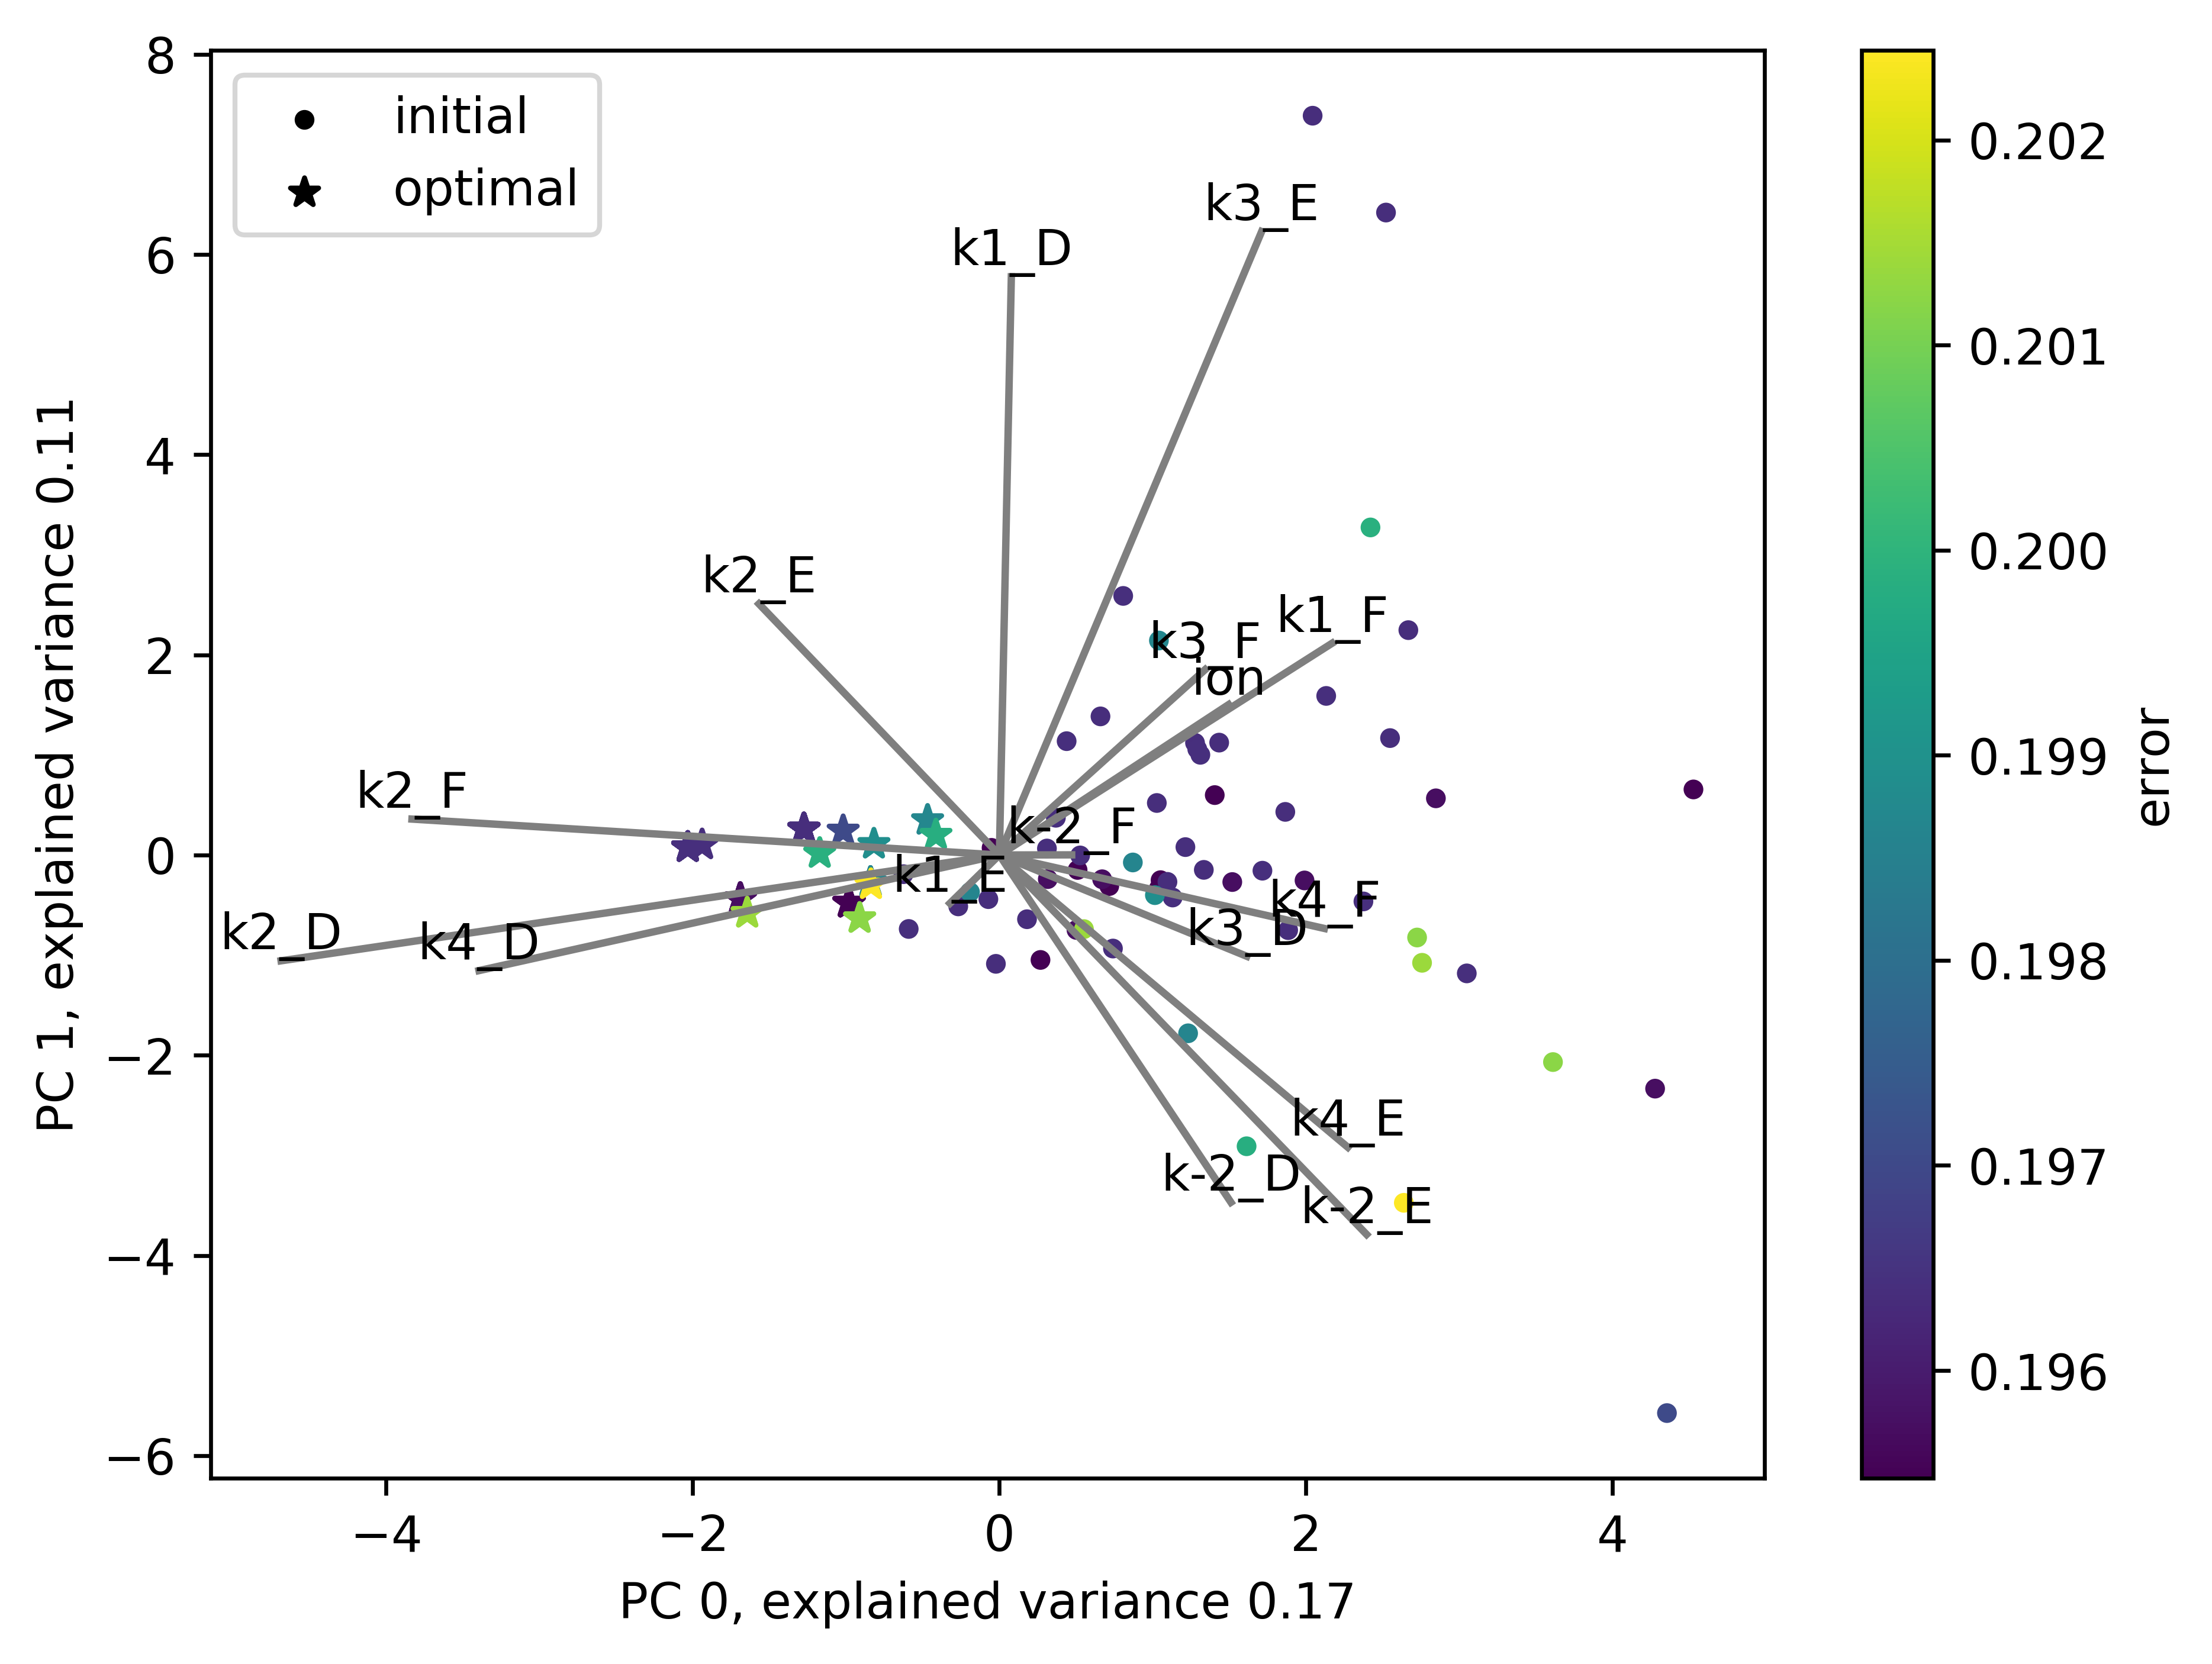 initial
optimal
k3_E
k1_D
k2_E
k1_F
k3_F
ion
k2_F
k-2_F
k1_E
k4_F
k3_D
k2_D
k4_D
k4_E
k-2_D
k-2_E
8
6
4
2
0
−2
−4
−6
−4
−2
0
2
4
PC 0, explained variance 0.17
PC 1, explained variance 0.11
0.202
0.201
0.200
0.199
0.198
0.197
0.196
error